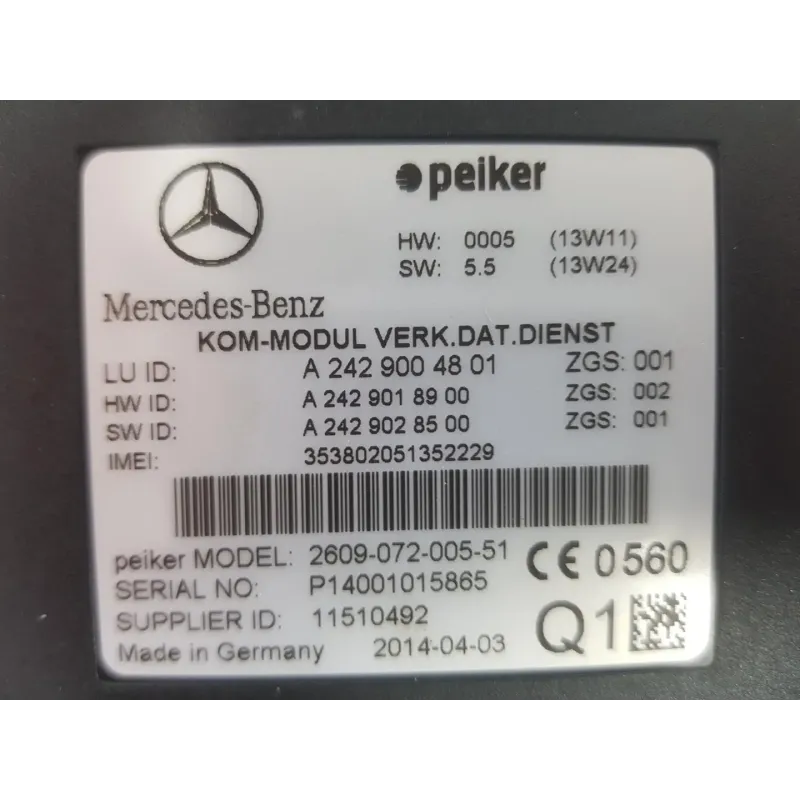 peiker
HW: 0005 (13W11)
SW: 5.5 (13W24)
Mercedes-Benz
KOM-MODUL VERK.DAT.DIENST
LU ID: A 242 900 48 01 ZGS: 001
HW ID: A 242 901 89 00 ZGS: 002
SW ID: A 242 902 85 00 ZGS: 001
IMEI: 353802051352229
peiker MODEL: 2609-072-005-51 CE 0560
SERIAL NO: P14001015865
SUPPLIER ID: 11510492 Q1
Made in Germany 2014-04-03